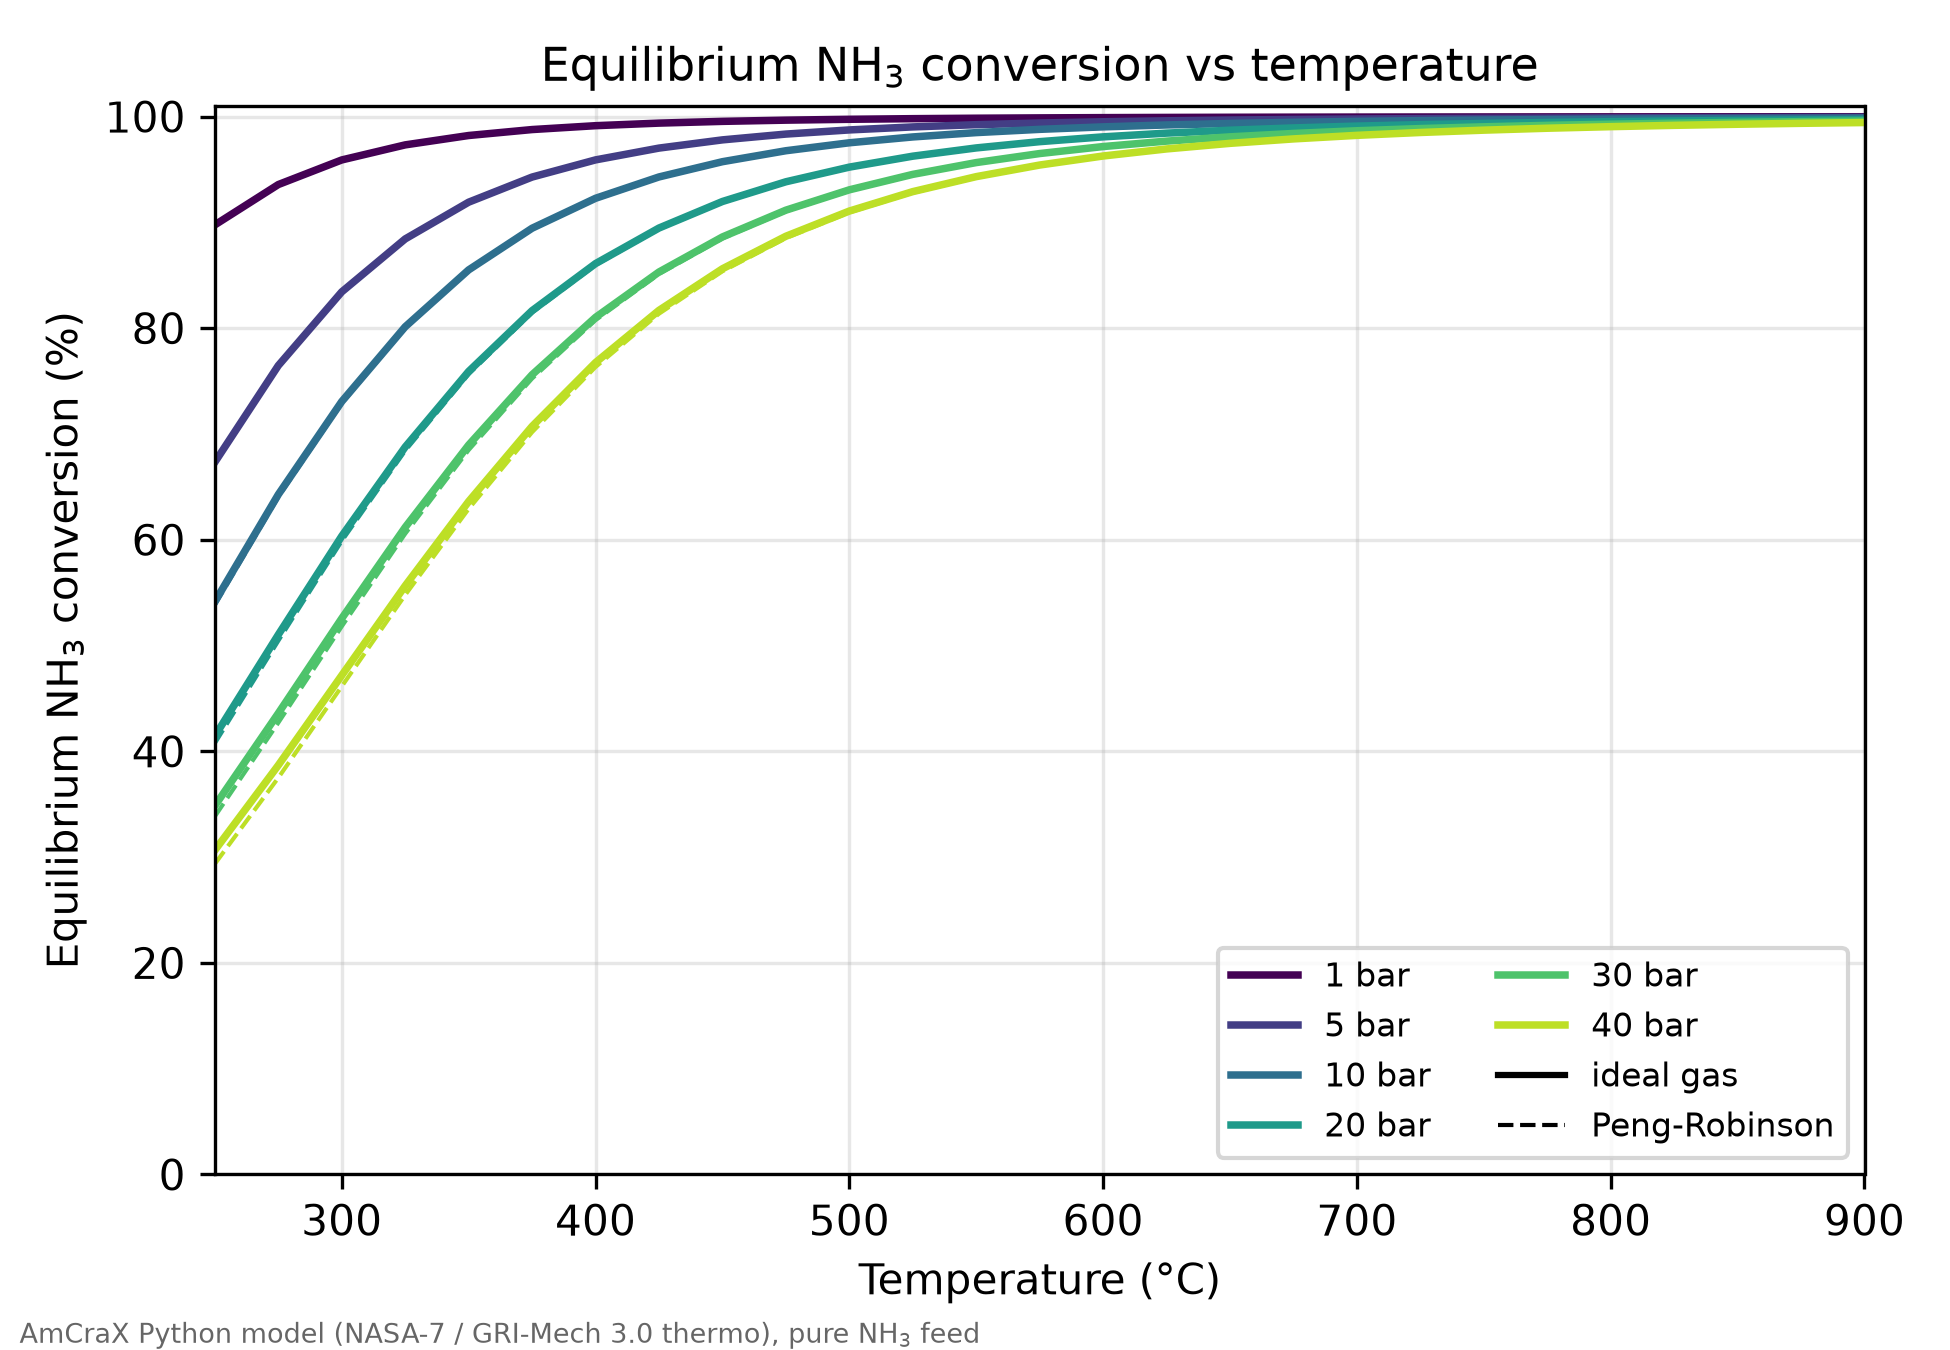 Equilibrium NH₃ conversion vs temperature
Equilibrium NH₃ conversion (%)
100
80
60
40
20
0
300 400 500 600 700 800 900
Temperature (°C)
1 bar
5 bar
10 bar
20 bar
30 bar
40 bar
ideal gas
Peng-Robinson
AmCraX Python model (NASA-7 / GRI-Mech 3.0 thermo), pure NH₃ feed